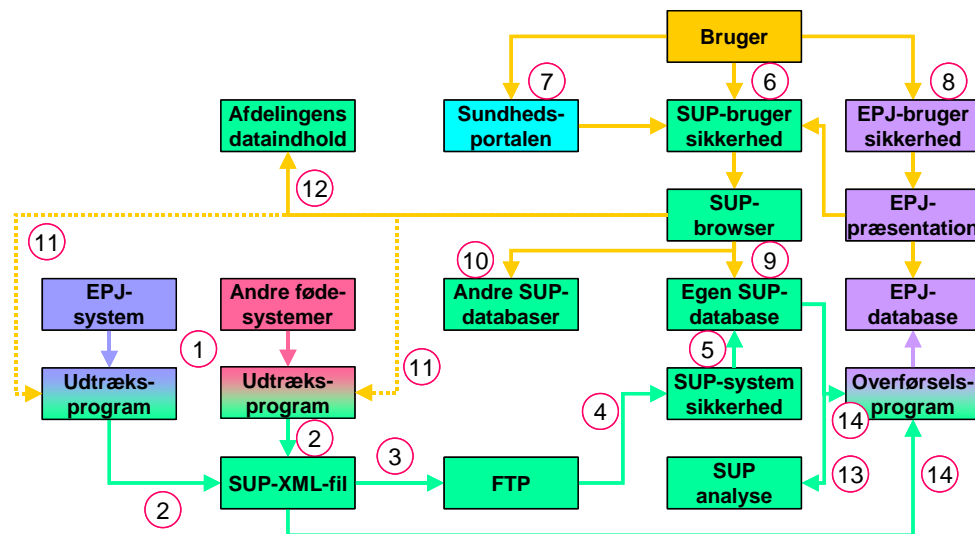 Bruger
7
6
8
Afdelingens
dataindhold
Sundheds-
portalen
SUP-bruger
sikkerhed
EPJ-bruger
sikkerhed
12
11
SUP-
browser
EPJ-
præsentation
10
9
EPJ-
system
Andre føde-
systemer
Andre SUP-
databaser
Egen SUP-
database
EPJ-
database
1
5
11
Udtræks-
program
Udtræks-
program
SUP-system
sikkerhed
Overførsels-
program
4
14
2
3
2
SUP-XML-fil
FTP
SUP
analyse
13
14